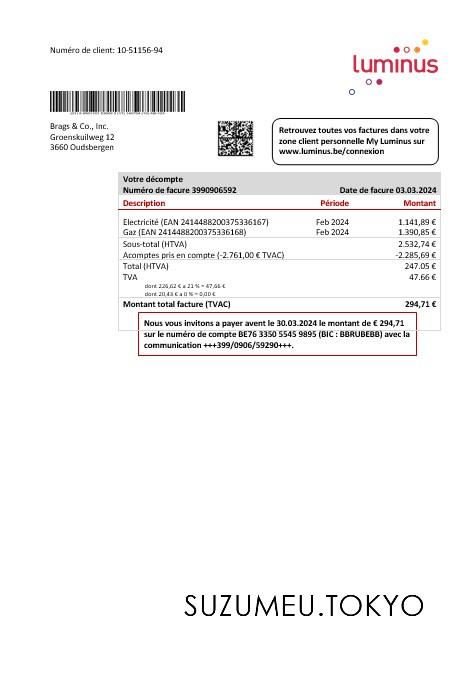 Numéro de client: 10-51156-94
luminus
Brags & Co., Inc.
Groenskuilweg 12
3660 Oudsbergen
Retrouvez toutes vos factures dans votre
zone client personnelle My Luminus sur
www.luminus.be/connexion
Votre décompte
Numéro de facure 3990906592 Date de facure 03.03.2024
Description Période Montant
Electricité (EAN 2414488200375336167) Feb 2024 1.141,89 €
Gaz (EAN 2414488200375336168) Feb 2024 1.390,85 €
Sous-total (HTVA) 2.532,74 €
Acomptes pris en compte (-2.761,00 € TVAC) -2.285,69 €
Total (HTVA) 247.05 €
TVA 47.66 €
dont 226,62 € a 21 % = 47,66 €
dont 20,43 € a 0 % = 0,00 €
Montant total facture (TVAC) 294,71 €
Nous vous invitons a payer avent le 30.03.2024 le montant de € 294,71
sur le numéro de compte BE76 3350 5545 9895 (BIC : BBRUBEBB) avec la
communication +++399/0906/59290+++.
SUZUMEU.TOKYO